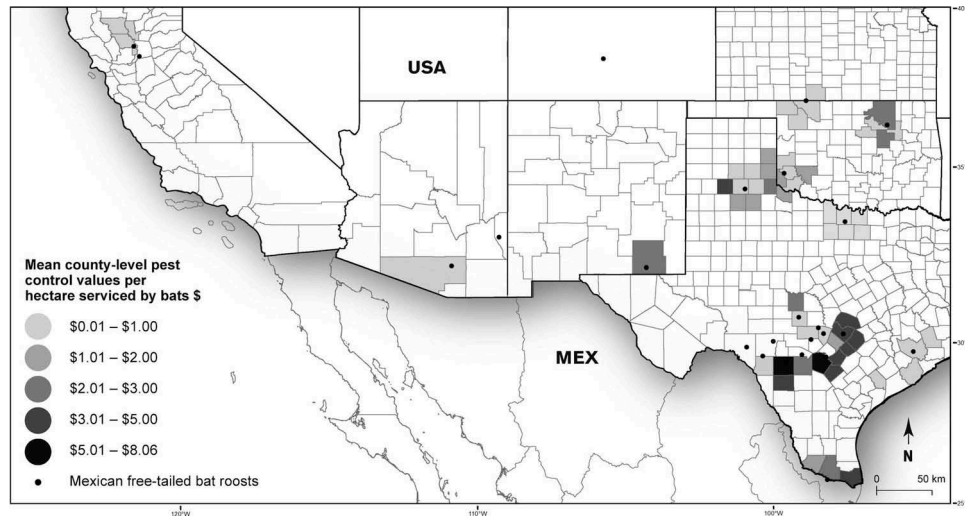 USA
MEX
Mean county-level pest
control values per
hectare serviced by bats $
$0.01 – $1.00
$1.01 – $2.00
$2.01 – $3.00
$3.01 – $5.00
$5.01 – $8.06
Mexican free-tailed bat roosts
N
0 50 km
40°
35°
30°
25°
120°W
110°W
100°W